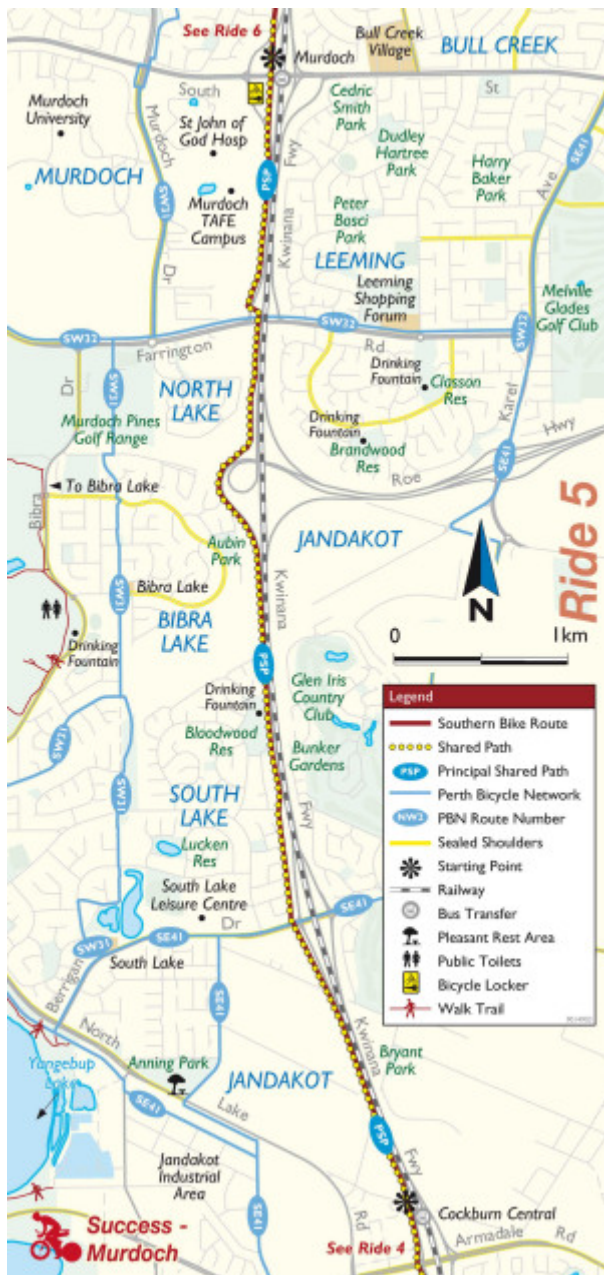 See Ride 6
Murdoch
Bull Creek
Village
BULL CREEK
South
St
Murdoch
University
St John of
God Hosp
Cedric
Smith
Park
Dudley
Hartree
Park
Harry
Baker
Park
SE41
Ave
MURDOCH
Murdoch
SW31
Dr
PSP
Fwy
Kwinana
Murdoch
TAFE
Campus
Peter
Bosci
Park
LEEMING
Leeming
Shopping
Forum
Melville
Glades
Golf Club
SW32
Farrington
SW32
Rd
SW32
Drinking
Fountain
Classon
Res
Karel
Hwy
Dr
SW31
NORTH
LAKE
Murdoch Pines
Golf Range
Drinking
Fountain
Brandwood
Res
Roe
SE41
To Bibra Lake
Bibra
Aubin
Park
JANDAKOT
Ride 5
N
Kwinana
SW31
Bibra Lake
BIBRA
LAKE
0 1km
Drinking
Fountain
PSP
Glen Iris
Country
Club
Drinking
Fountain
Bloodwood
Res
Bunker
Gardens
SW31
SW31
Fwy
SOUTH
LAKE
Lucken
Res
South Lake
Leisure Centre
Dr
SE41
SW31
SE41
South Lake
Berrigan
Legend
Southern Bike Route
Shared Path
PSP Principal Shared Path
Perth Bicycle Network
NW2 PBN Route Number
Sealed Shoulders
Starting Point
Railway
Bus Transfer
Pleasant Rest Area
Public Toilets
Bicycle Locker
Walk Trail
North
SE41
Kwinana
Yangebup
Lake
Anning Park
JANDAKOT
Bryant
Park
Lake
SE41
PSP
Fwy
Jandakot
Industrial
Area
SE41
Rd
Cockburn Central
Success -
Murdoch
See Ride 4
Armadale
Rd